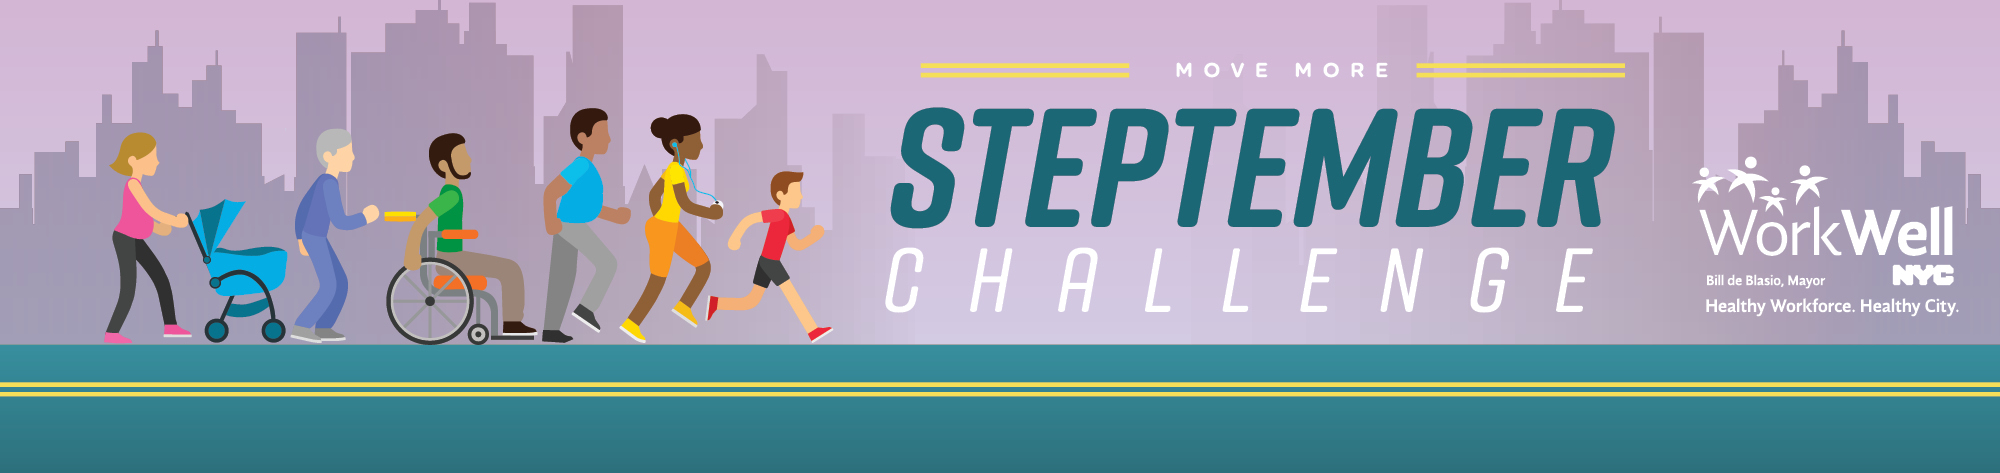 MOVE MORE
STEPTEMBER
CHALLENGE
WorkWell
NYC
Bill de Blasio, Mayor
Healthy Workforce. Healthy City.